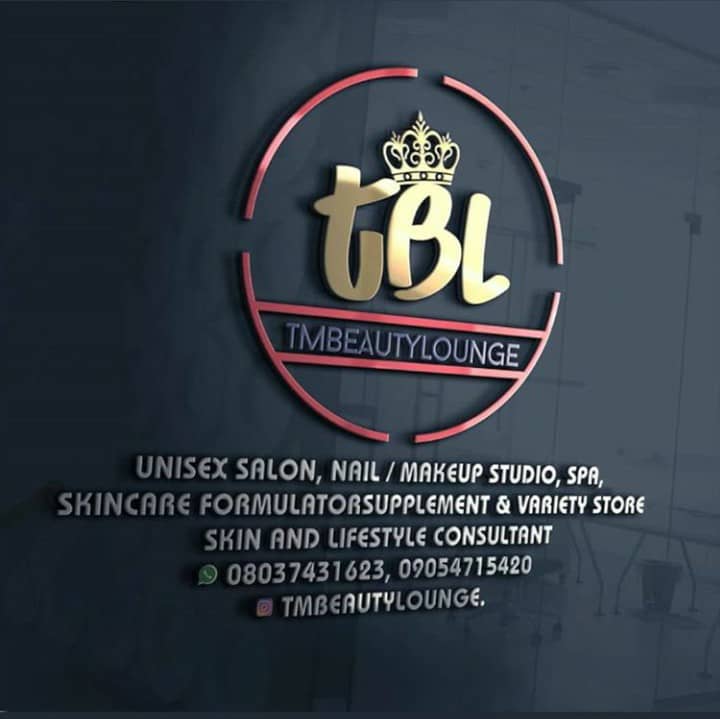 tBL
TMBEAUTYLOUNGE
UNISEX SALON, NAIL / MAKEUP STUDIO, SPA,
SKINCARE FORMULATORSUPPLEMENT & VARIETY STORE
SKIN AND LIFESTYLE CONSULTANT
08037431623, 09054715420
TMBEAUTYLOUNGE.